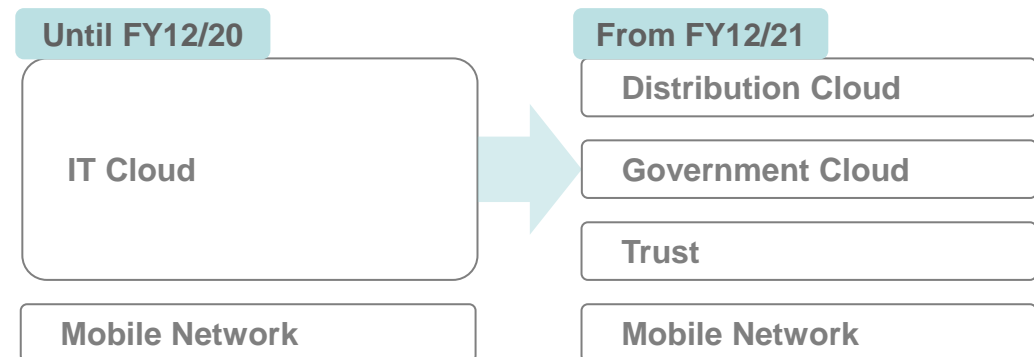 Until FY12/20
IT Cloud
Mobile Network
From FY12/21
Distribution Cloud
Government Cloud
Trust
Mobile Network